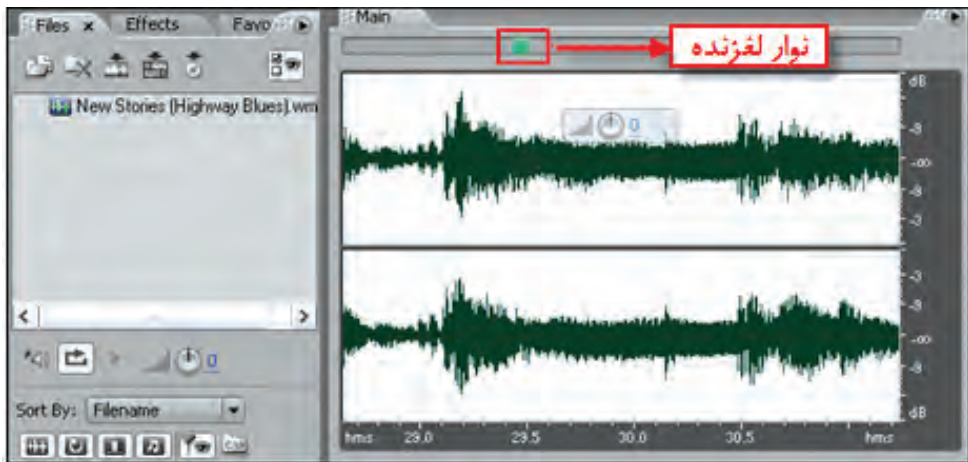 Files x Effects Favo
Main
نوار لغزنده
New Stories (Highway Blues).wm
0
0
Sort By: Filename
dB
-3
-9
-∞
-9
-3
-3
-9
-∞
-9
dB
hms 29.0 29.5 30.0 30.5 hms